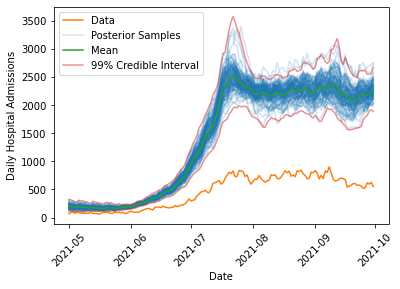 Data
Posterior Samples
Mean
99% Credible Interval
Daily Hospital Admissions
3500
3000
2500
2000
1500
1000
500
0
2021-05
2021-06
2021-07
2021-08
2021-09
2021-10
Date